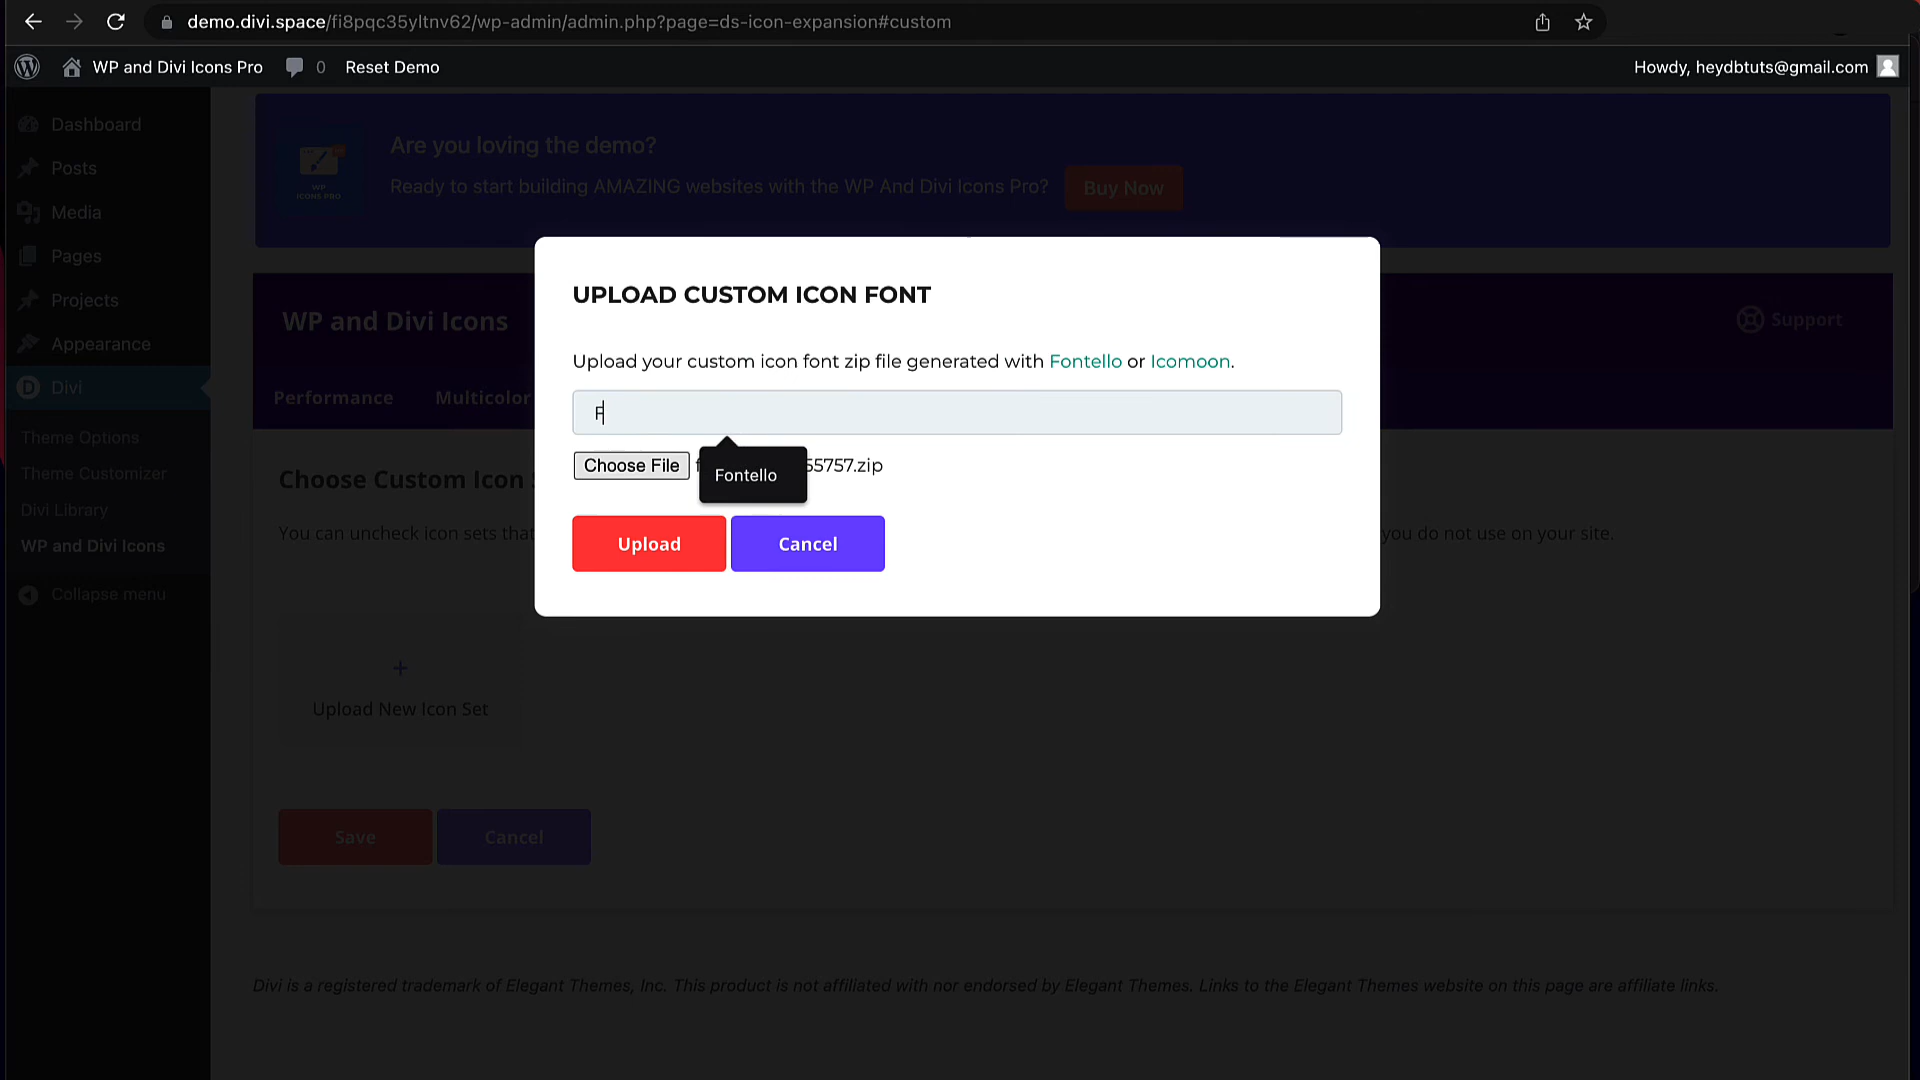 demo.divi.space/fi8pqc35yltnv62/wp-admin/admin.php?page=ds-icon-expansion#custom
WP and Divi Icons Pro 0 Reset Demo Howdy, heydbtuts@gmail.com
Dashboard
Posts
Media
Pages
Projects
Appearance
Divi
Theme Options
Theme Customizer
Divi Library
WP and Divi Icons
Collapse menu
WP
ICONS PRO
Are you loving the demo?
Ready to start building AMAZING websites with the WP And Divi Icons Pro? Buy Now
WP and Divi Icons
Support
Performance Multicolor
Choose Custom Icon
You can uncheck icon sets that
you do not use on your site.
UPLOAD CUSTOM ICON FONT
Upload your custom icon font zip file generated with Fontello or Icomoon.
F
Choose File 55757.zip
Fontello
Upload Cancel
+
Upload New Icon Set
Save Cancel
Divi is a registered trademark of Elegant Themes, Inc. This product is not affiliated with nor endorsed by Elegant Themes. Links to the Elegant Themes website on this page are affiliate links.